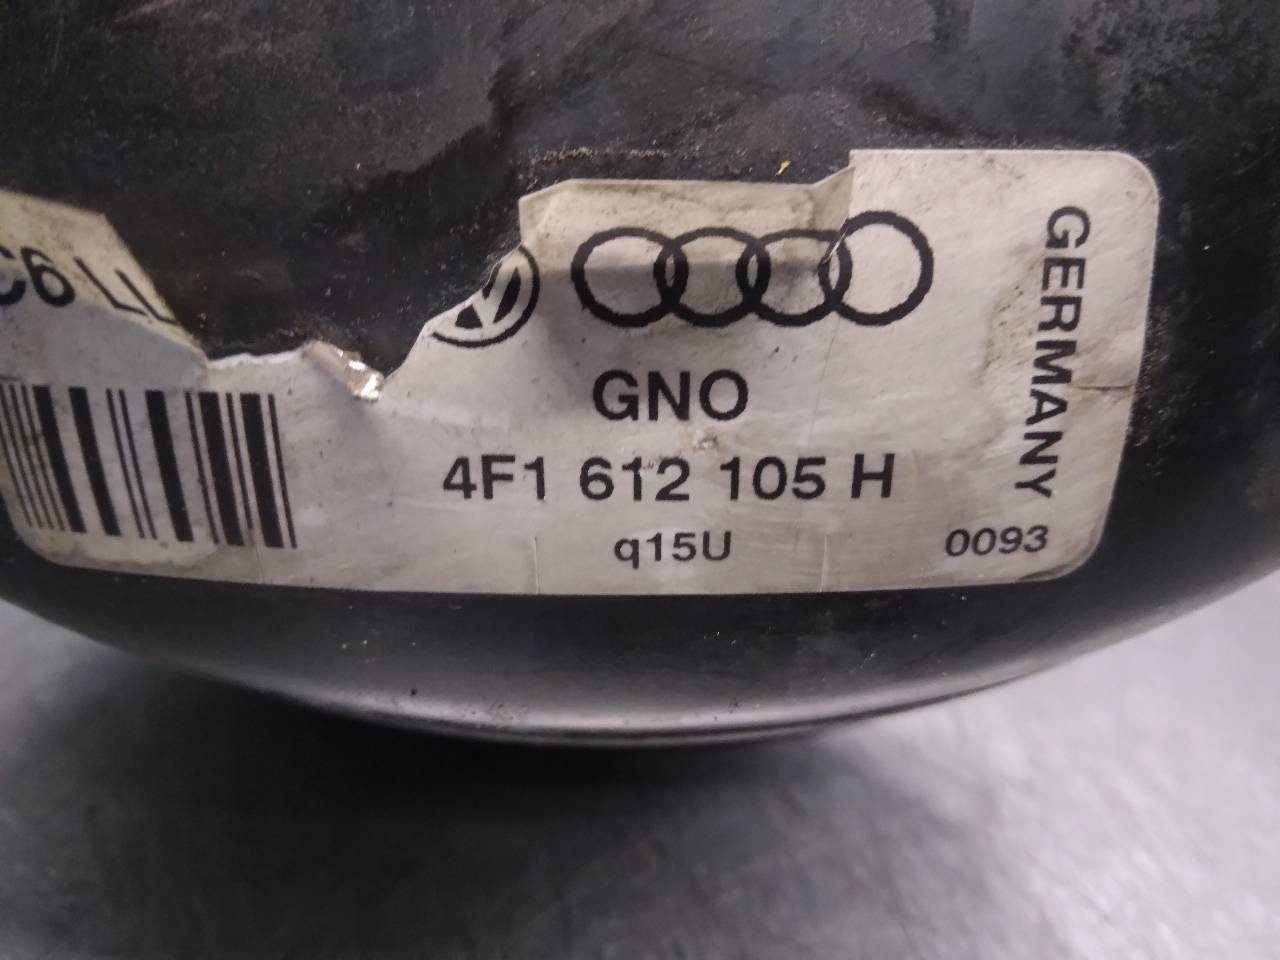 C6 LL
GNO
4F1 612 105 H
q15U
0093
GERMANY